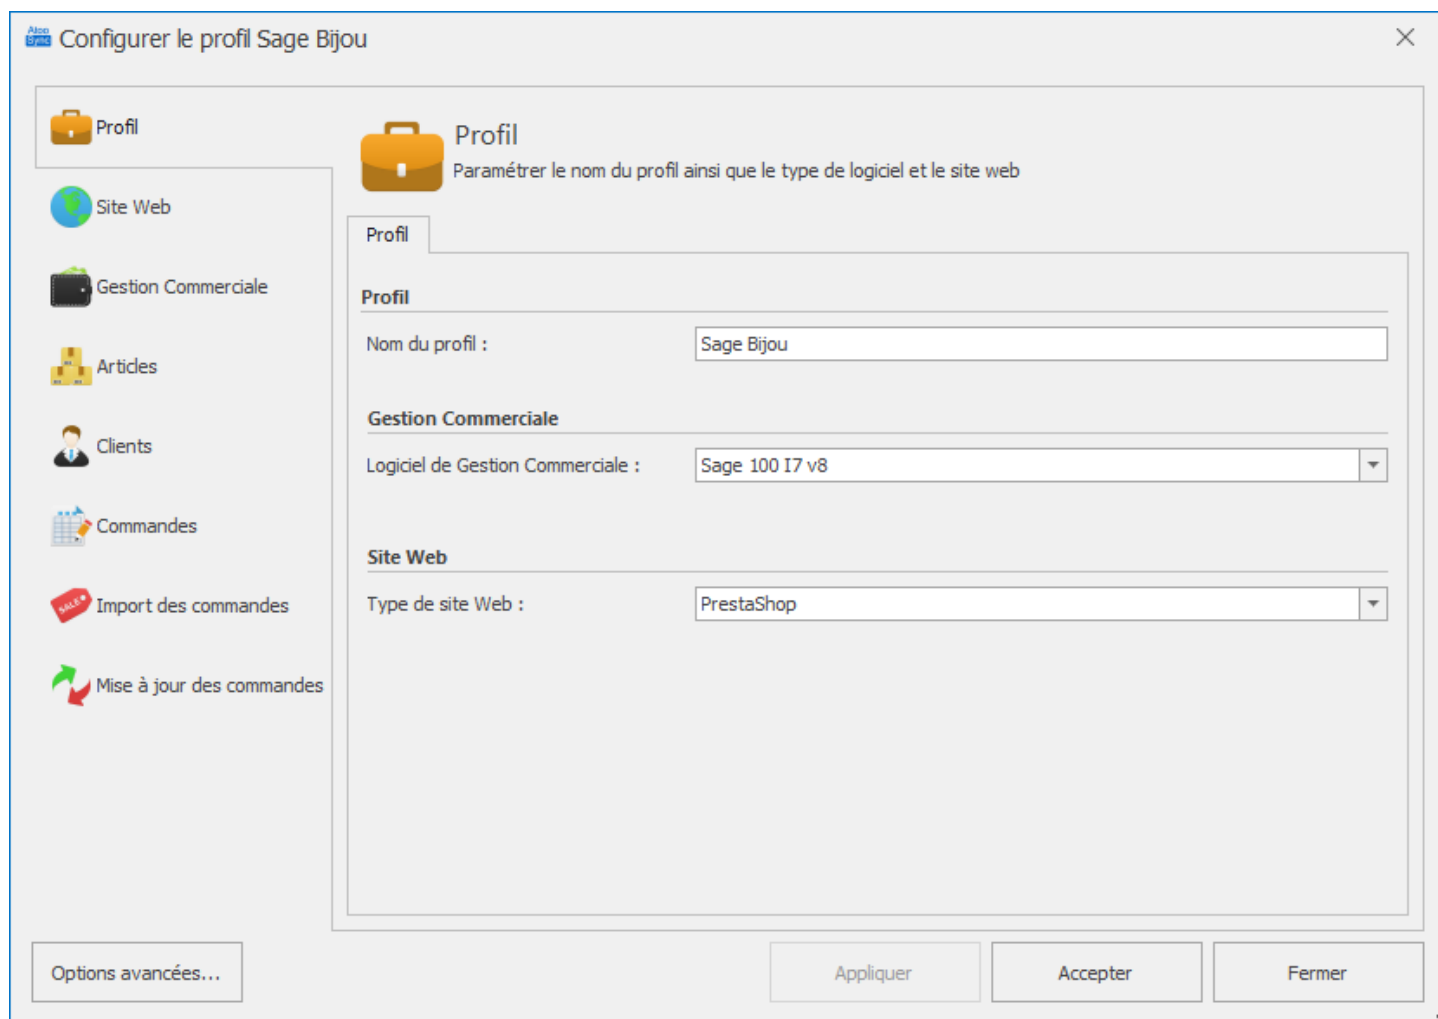 Atoo
Sync
Configurer le profil Sage Bijou
Profil
Site Web
Gestion Commerciale
Articles
Clients
Commandes
SALE
Import des commandes
Mise à jour des commandes
Profil
Paramétrer le nom du profil ainsi que le type de logiciel et le site web
Profil
Profil
Nom du profil : Sage Bijou
Gestion Commerciale
Logiciel de Gestion Commerciale : Sage 100 I7 v8
Site Web
Type de site Web : PrestaShop
Options avancées...
Appliquer
Accepter
Fermer